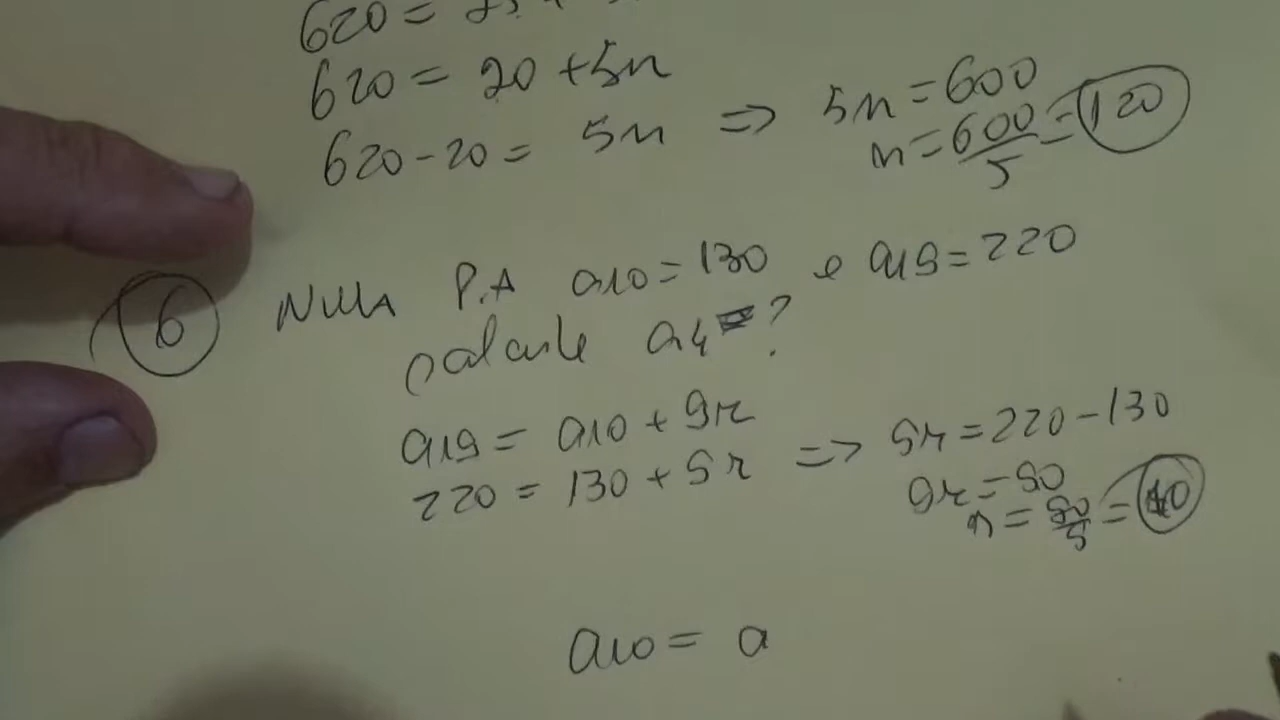 620 =
620 = 20 + 5n
620 - 20 = 5n => 5n = 600
n = 600/5 = 120
6 Numa P.A a10 = 130 e a19 = 220
calcule a4 = ?
a19 = a10 + 9r
220 = 130 + 9r => 9r = 220 - 130
9r = 90
r = 90/9 = 10
a10 = a